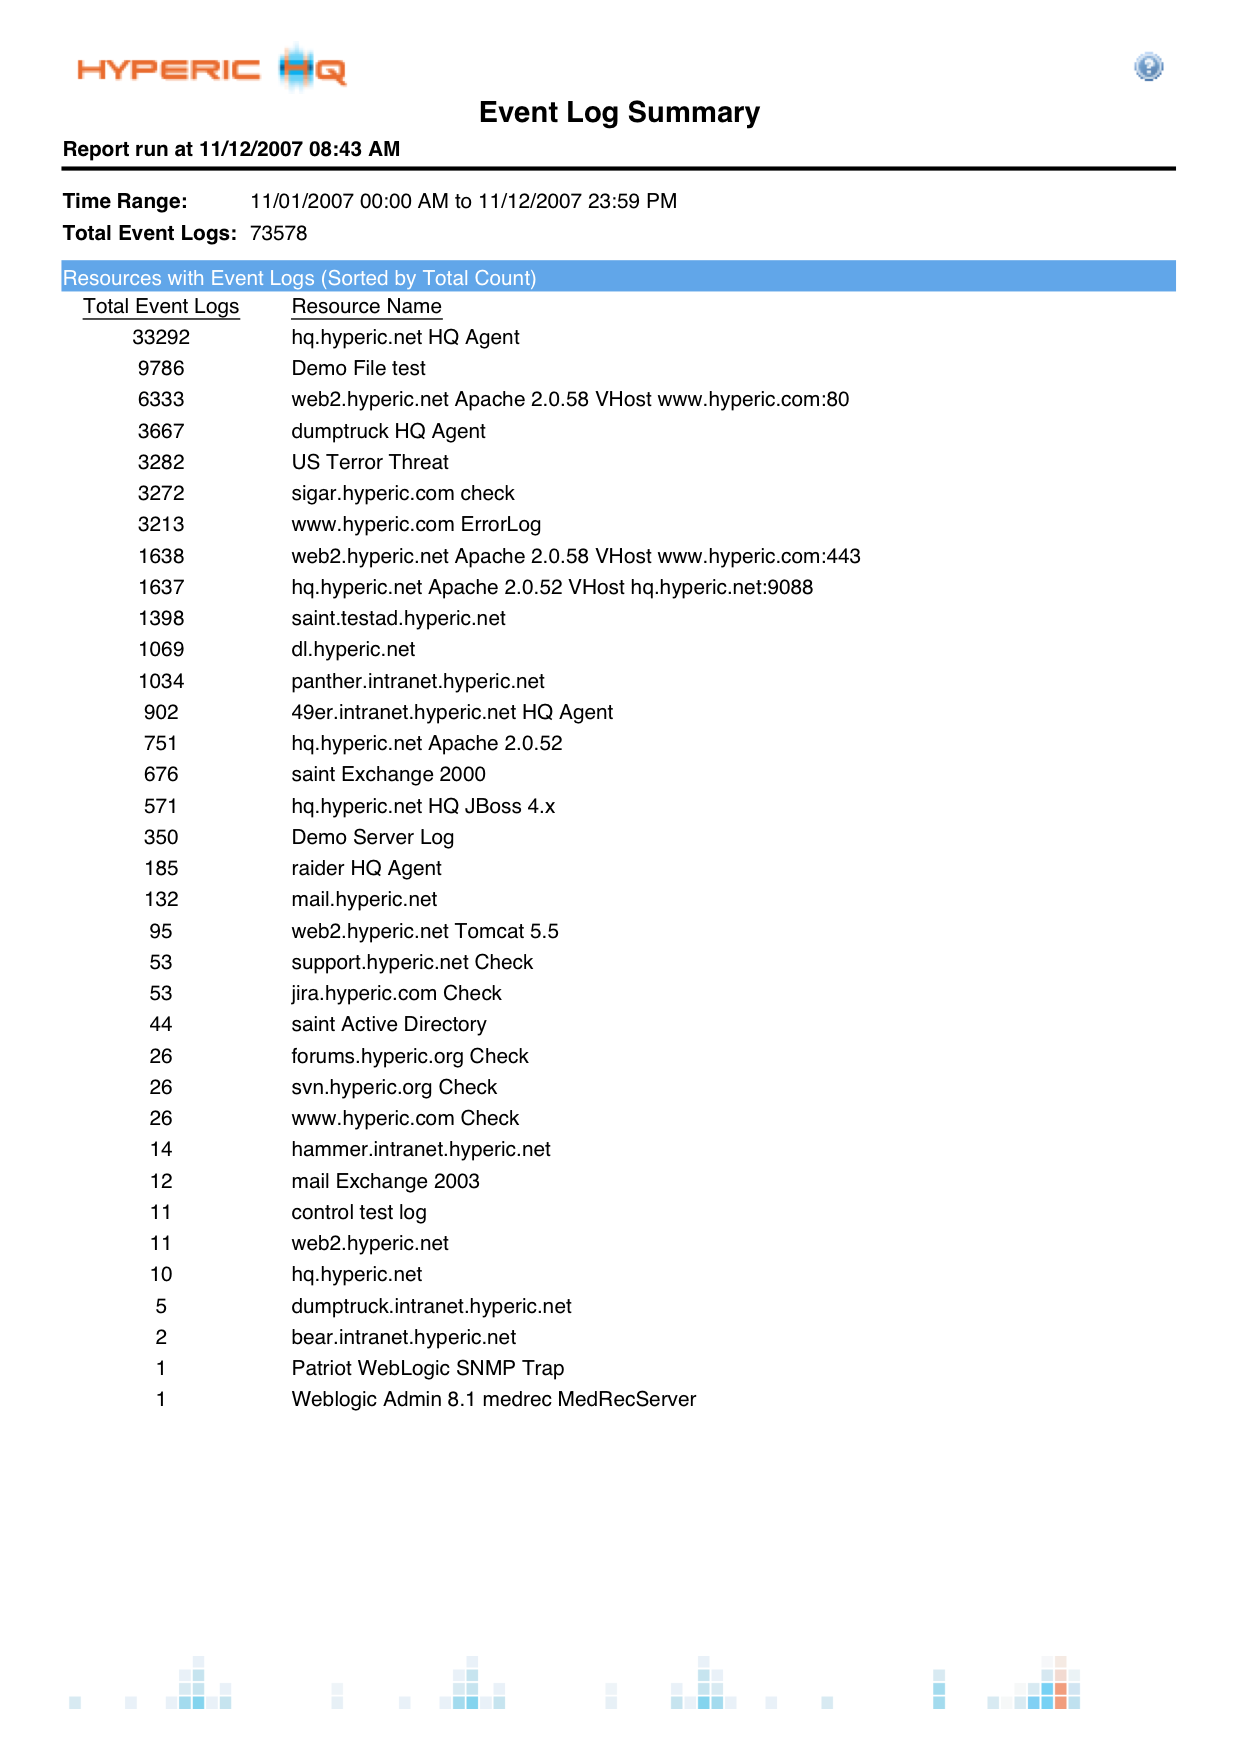 HYPERIC HQ
?
Event Log Summary
Report run at 11/12/2007 08:43 AM
Time Range: 11/01/2007 00:00 AM to 11/12/2007 23:59 PM
Total Event Logs: 73578
Resources with Event Logs (Sorted by Total Count)
Total Event Logs Resource Name
33292 hq.hyperic.net HQ Agent
9786 Demo File test
6333 web2.hyperic.net Apache 2.0.58 VHost www.hyperic.com:80
3667 dumptruck HQ Agent
3282 US Terror Threat
3272 sigar.hyperic.com check
3213 www.hyperic.com ErrorLog
1638 web2.hyperic.net Apache 2.0.58 VHost www.hyperic.com:443
1637 hq.hyperic.net Apache 2.0.52 VHost hq.hyperic.net:9088
1398 saint.testad.hyperic.net
1069 dl.hyperic.net
1034 panther.intranet.hyperic.net
902 49er.intranet.hyperic.net HQ Agent
751 hq.hyperic.net Apache 2.0.52
676 saint Exchange 2000
571 hq.hyperic.net HQ JBoss 4.x
350 Demo Server Log
185 raider HQ Agent
132 mail.hyperic.net
95 web2.hyperic.net Tomcat 5.5
53 support.hyperic.net Check
53 jira.hyperic.com Check
44 saint Active Directory
26 forums.hyperic.org Check
26 svn.hyperic.org Check
26 www.hyperic.com Check
14 hammer.intranet.hyperic.net
12 mail Exchange 2003
11 control test log
11 web2.hyperic.net
10 hq.hyperic.net
5 dumptruck.intranet.hyperic.net
2 bear.intranet.hyperic.net
1 Patriot WebLogic SNMP Trap
1 Weblogic Admin 8.1 medrec MedRecServer